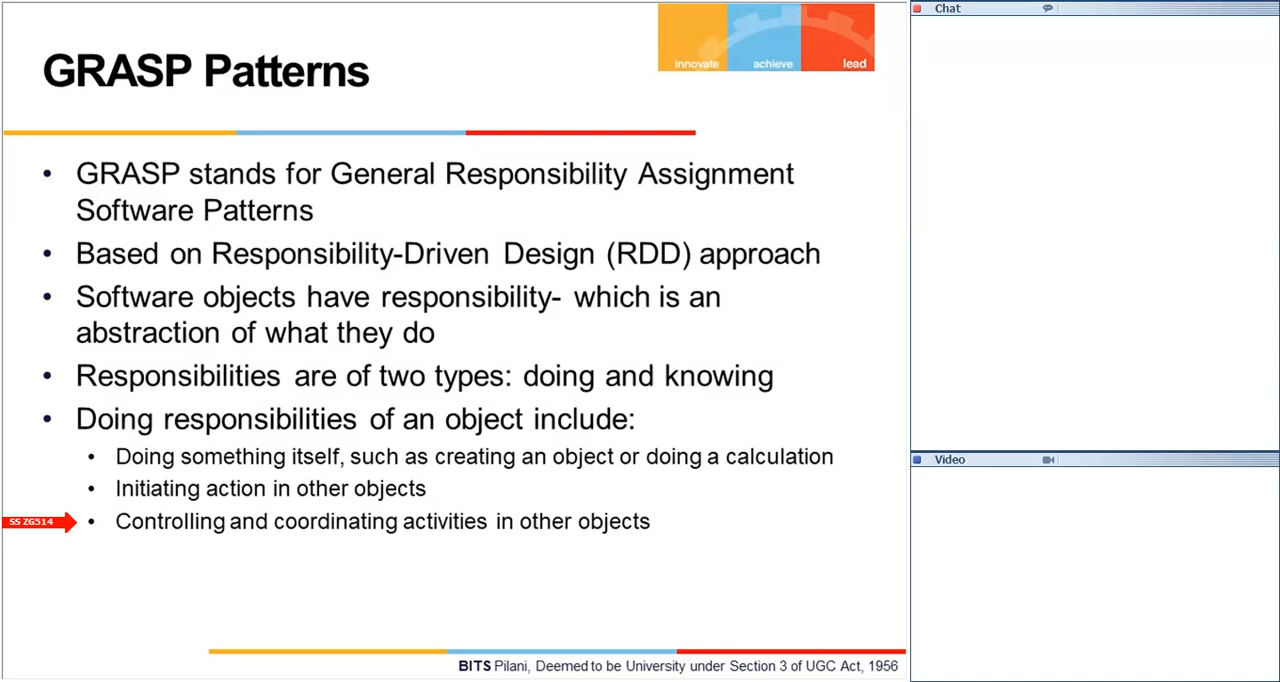 GRASP Patterns
innovate achieve lead
• GRASP stands for General Responsibility Assignment
Software Patterns
• Based on Responsibility-Driven Design (RDD) approach
• Software objects have responsibility- which is an
abstraction of what they do
• Responsibilities are of two types: doing and knowing
• Doing responsibilities of an object include:
• Doing something itself, such as creating an object or doing a calculation
• Initiating action in other objects
SS ZG514
• Controlling and coordinating activities in other objects
BITS Pilani, Deemed to be University under Section 3 of UGC Act, 1956
Chat
Video